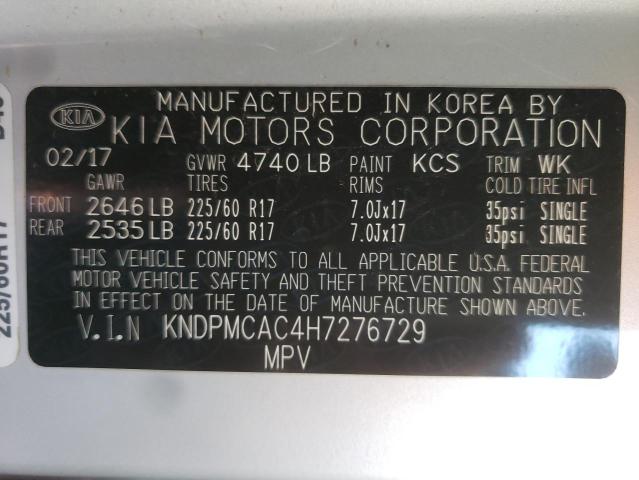 MANUFACTURED IN KOREA BY
KIA KIA MOTORS CORPORATION
02/17 GVWR 4740 LB PAINT KCS TRIM WK
GAWR TIRES RIMS COLD TIRE INFL
FRONT 2646 LB 225/60 R17 7.0Jx17 35psi SINGLE
REAR 2535 LB 225/60 R17 7.0Jx17 35psi SINGLE
THIS VEHICLE CONFORMS TO ALL APPLICABLE U.S.A. FEDERAL
MOTOR VEHICLE SAFETY AND THEFT PREVENTION STANDARDS
IN EFFECT ON THE DATE OF MANUFACTURE SHOWN ABOVE.
V.I.N KNDPMCAC4H7276729
MPV
225/60R17